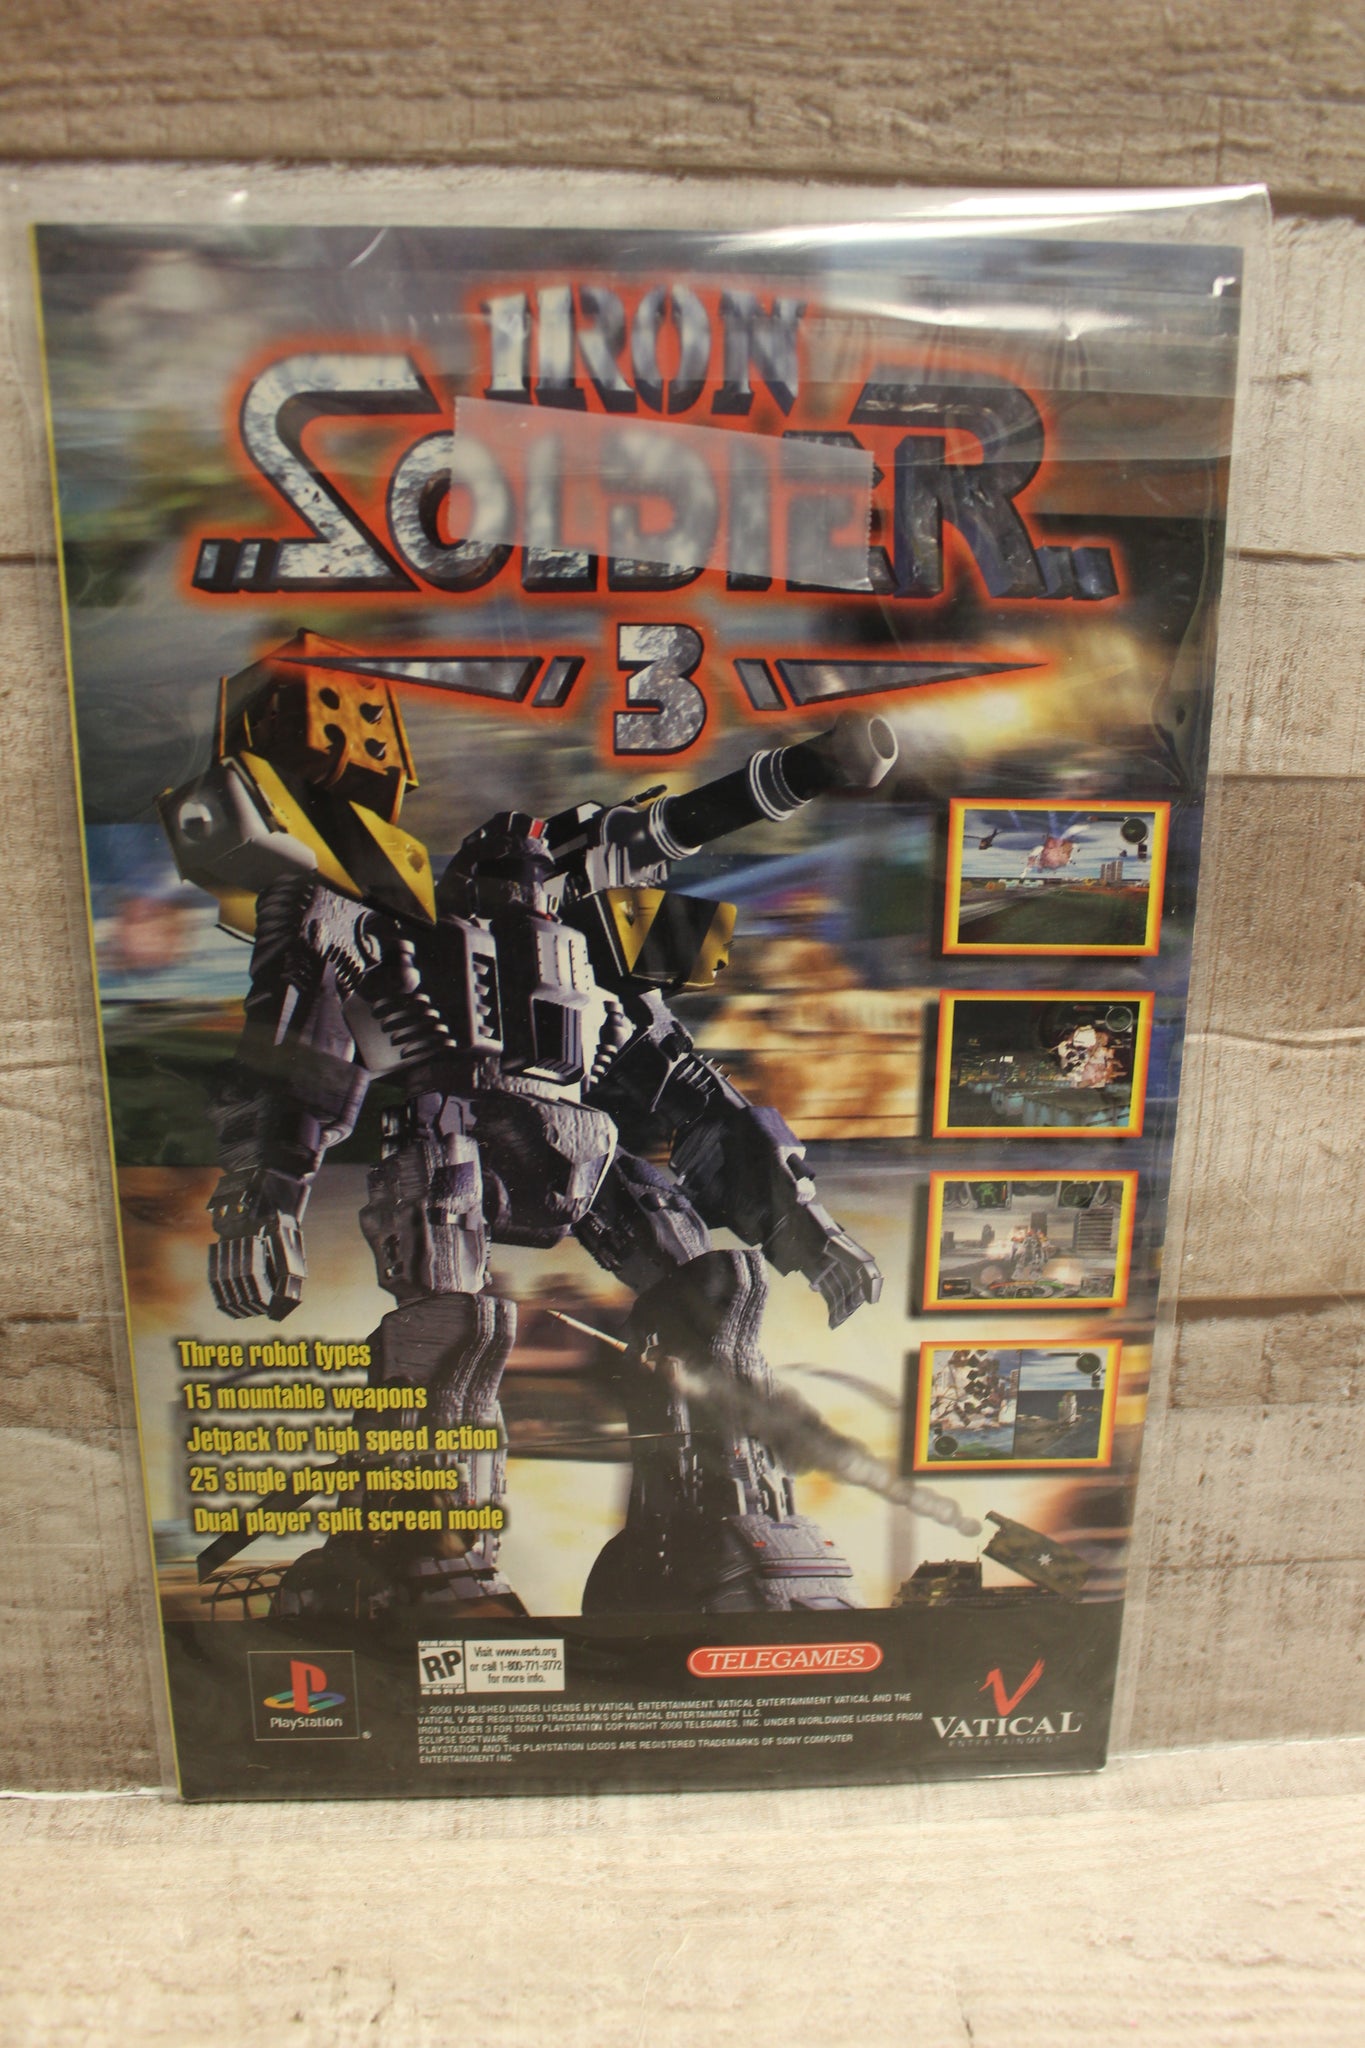 IRON
SOLDIER
3
Three robot types
15 mountable weapons
Jetpack for high speed action
25 single player missions
Dual player split screen mode
PlayStation
®
RATING PENDING
RP
Visit www.esrb.org
or call 1-800-771-3772
for more info.
TELEGAMES
© 2000 PUBLISHED UNDER LICENSE BY VATICAL ENTERTAINMENT. VATICAL ENTERTAINMENT VATICAL AND THE
VATICAL V ARE REGISTERED TRADEMARKS OF VATICAL ENTERTAINMENT LLC.
IRON SOLDIER 3 FOR SONY PLAYSTATION COPYRIGHT 2000 TELEGAMES, INC. UNDER WORLDWIDE LICENSE FROM
ECLIPSE SOFTWARE.
PLAYSTATION AND THE PLAYSTATION LOGOS ARE REGISTERED TRADEMARKS OF SONY COMPUTER
ENTERTAINMENT INC.
VATICAL
ENTERTAINMENT